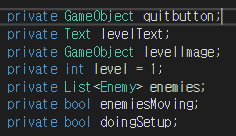 private GameObject quitbutton;
private Text levelText;
private GameObject levelImage;
private int level = 1;
private List<Enemy> enemies;
private bool enemiesMoving;
private bool doingSetup;